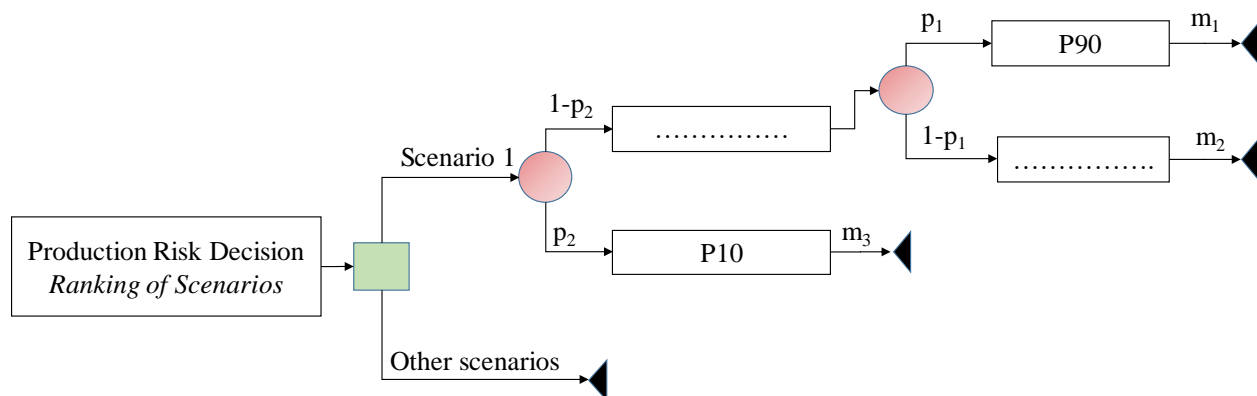 p₁
P90
m₁
1-p₂
……………
1-p₁
…………….
m₂
Scenario 1
p₂
P10
m₃
Production Risk Decision
Ranking of Scenarios
Other scenarios